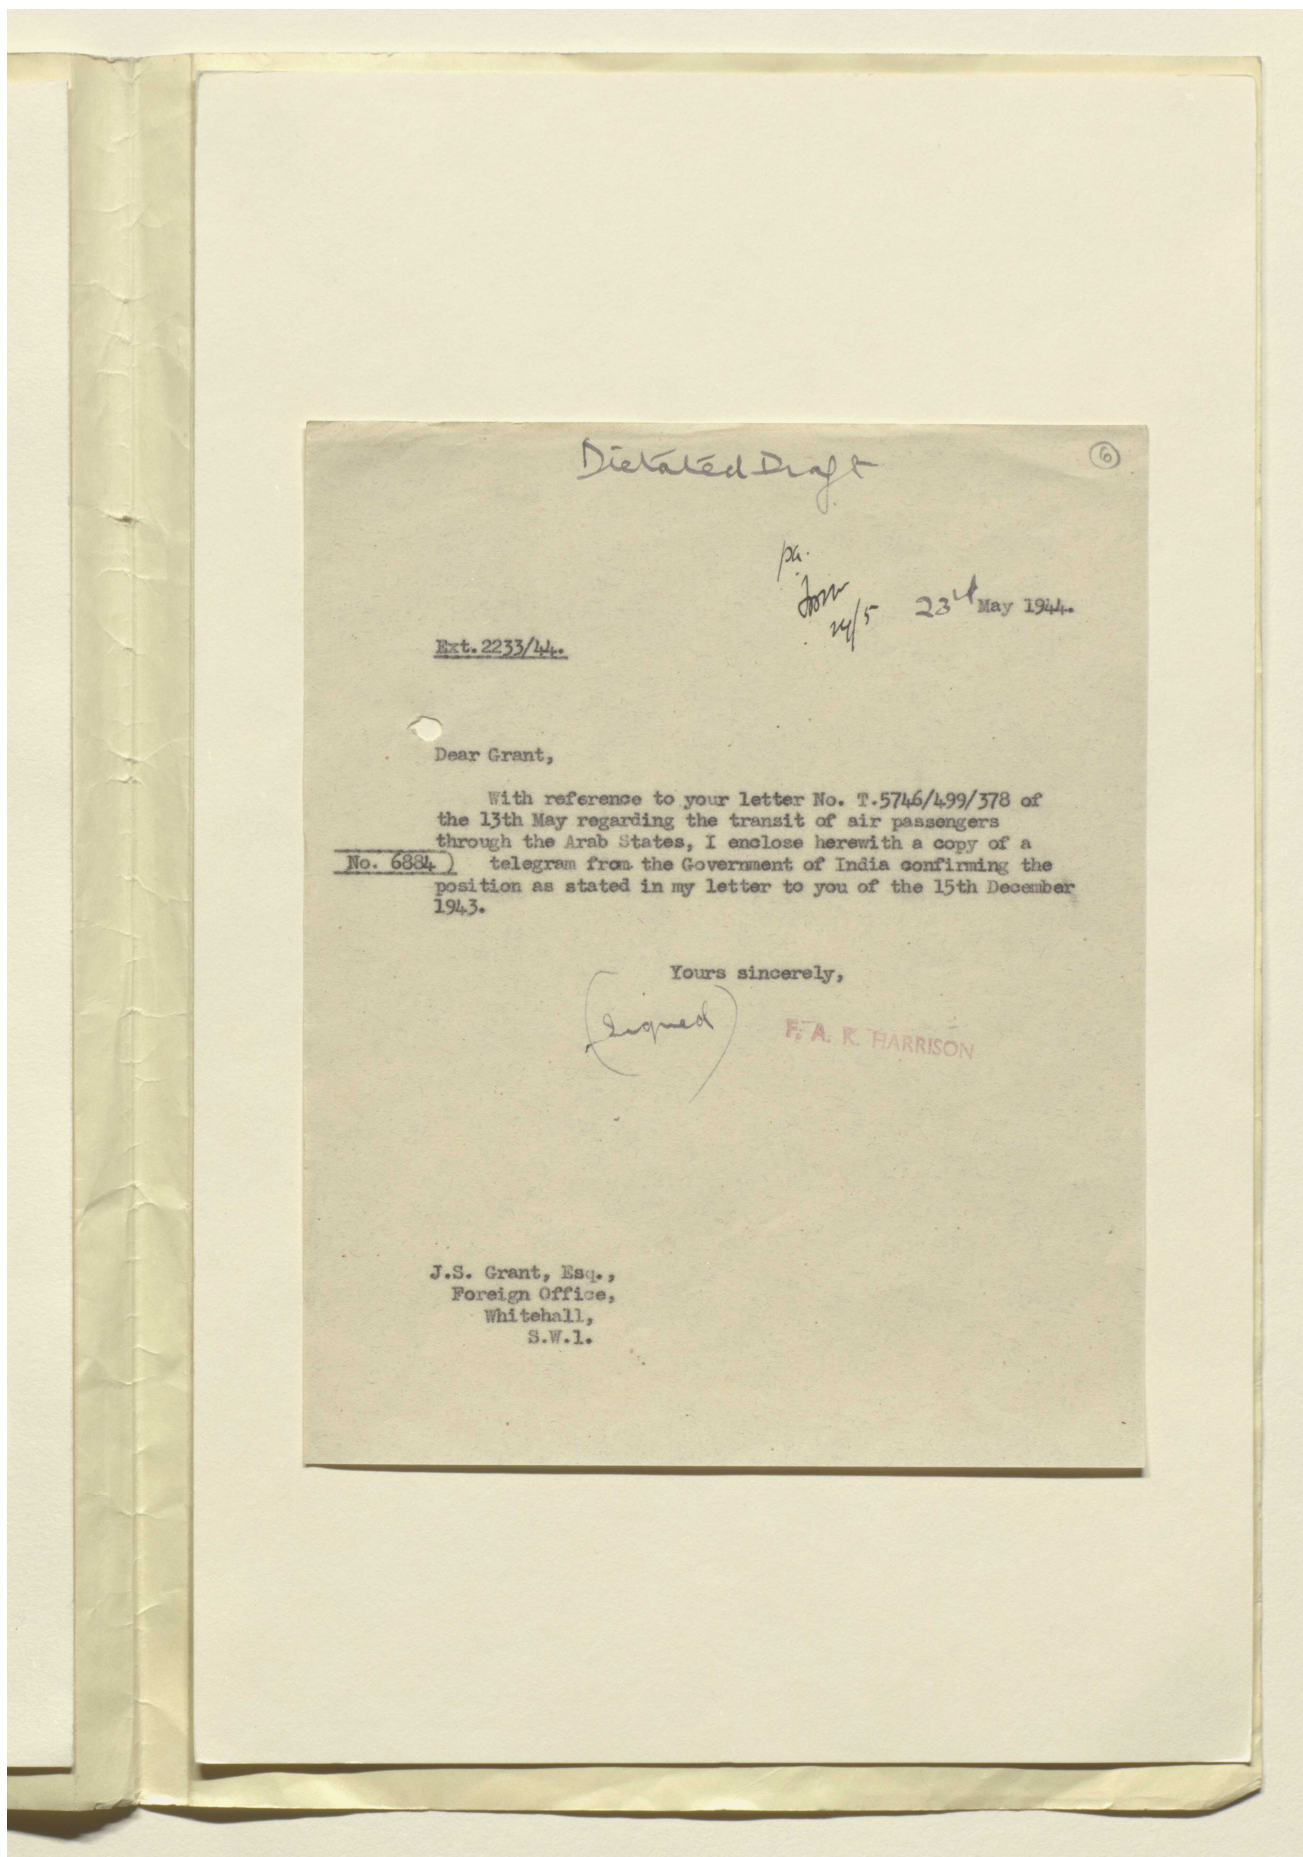 Dictated Draft
6
pa.
24/5
23rd May 1944.
Ext.2233/44.
Dear Grant,
With reference to your letter No. T.5746/499/378 of
the 13th May regarding the transit of air passengers
through the Arab States, I enclose herewith a copy of a
No. 6884) telegram from the Government of India confirming the
position as stated in my letter to you of the 15th December
1943.
Yours sincerely,
(Signed) F. A. K. HARRISON
J.S. Grant, Esq.,
Foreign Office,
Whitehall,
S.W.1.